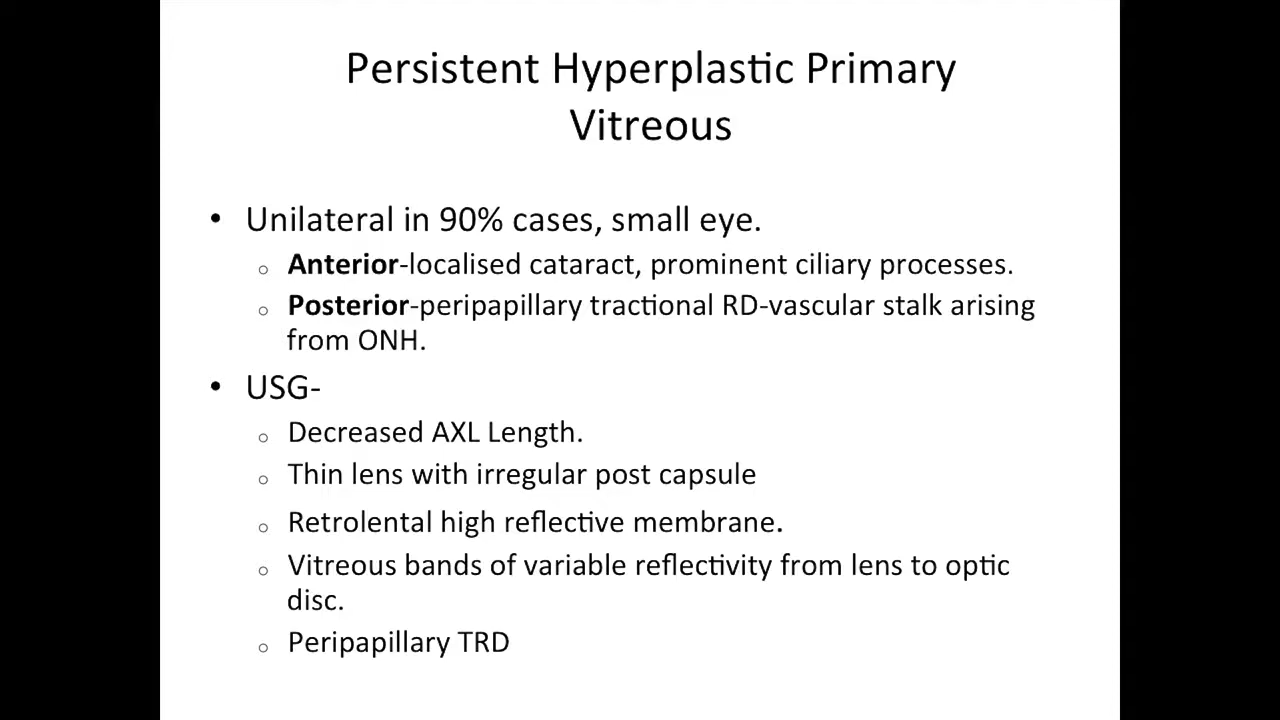 Persistent Hyperplastic Primary
Vitreous
• Unilateral in 90% cases, small eye.
o Anterior-localised cataract, prominent ciliary processes.
o Posterior-peripapillary tractional RD-vascular stalk arising
from ONH.
• USG-
o Decreased AXL Length.
o Thin lens with irregular post capsule
o Retrolental high reflective membrane.
o Vitreous bands of variable reflectivity from lens to optic
disc.
o Peripapillary TRD